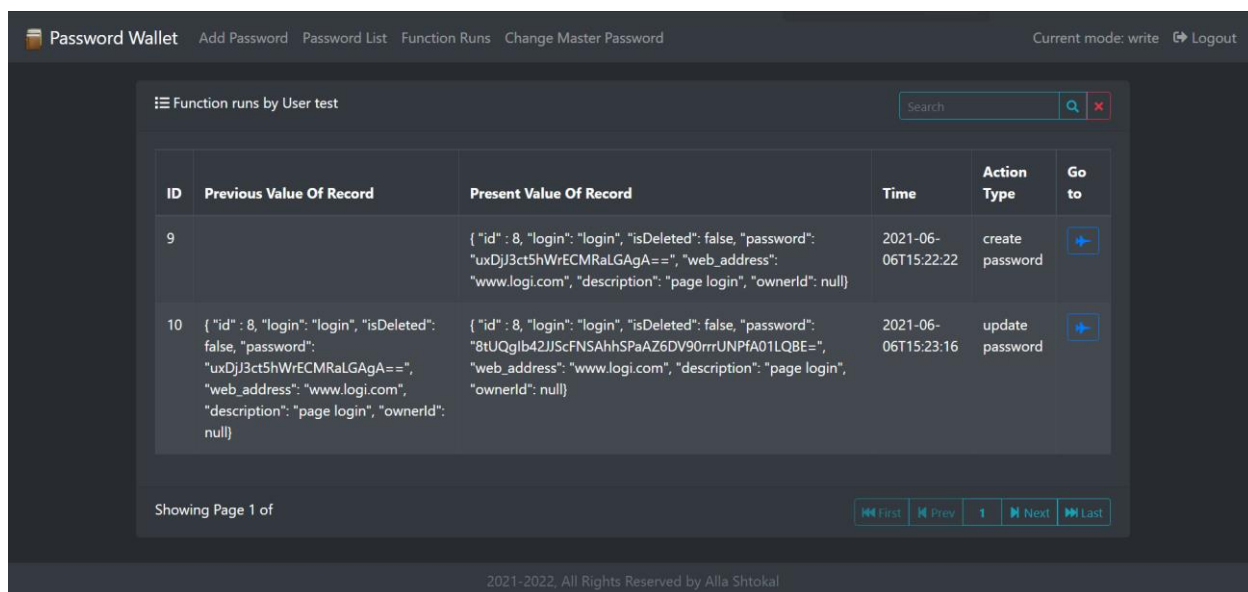 Password Wallet Add Password Password List Function Runs Change Master Password Current mode: write Logout
Function runs by User test Search
ID Previous Value Of Record Present Value Of Record Time Action Type Go to
9
{ "id" : 8, "login": "login", "isDeleted": false, "password":
"uxDjJ3ct5hWrECMRaLGAgA==", "web_address":
"www.logi.com", "description": "page login", "ownerId": null}
2021-06-
06T15:22:22
create
password
10
{ "id" : 8, "login": "login", "isDeleted":
false, "password":
"uxDjJ3ct5hWrECMRaLGAgA==",
"web_address": "www.logi.com",
"description": "page login", "ownerId":
null}
{ "id" : 8, "login": "login", "isDeleted": false, "password":
"8tUQgIb42JJScFNSAhhSPaAZ6DV90rrrUNPfA01LQBE=",
"web_address": "www.logi.com", "description": "page login",
"ownerId": null}
2021-06-
06T15:23:16
update
password
Showing Page 1 of First Prev 1 Next Last
2021-2022, All Rights Reserved by Alla Shtokal